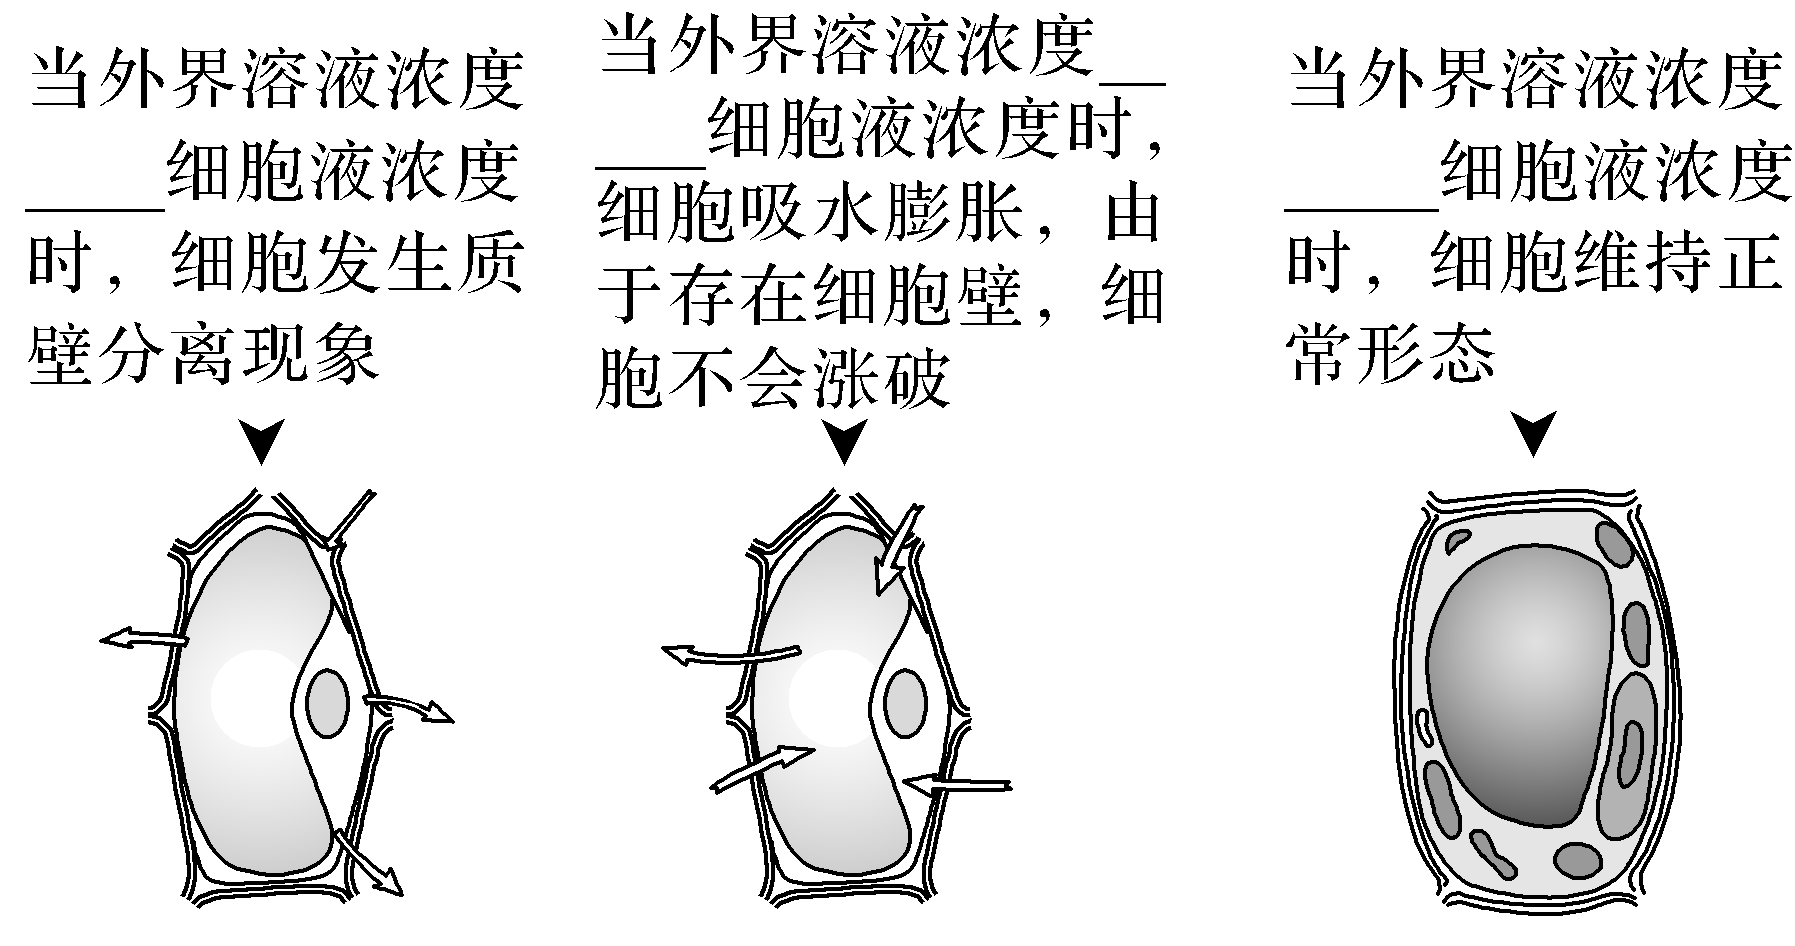 当外界溶液浓度
____细胞液浓度
时，细胞发生质
壁分离现象
当外界溶液浓度__
___细胞液浓度时，
细胞吸水膨胀，由
于存在细胞壁，细
胞不会涨破
当外界溶液浓度
____细胞液浓度
时，细胞维持正
常形态